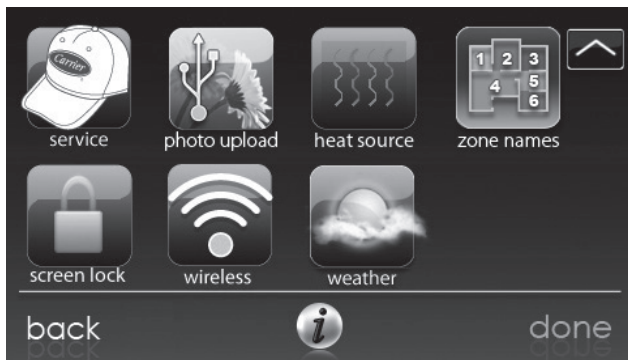 Carrier
service
photo upload
heat source
1 2 3
4 5
6
zone names
screen lock
wireless
weather
back
i
done